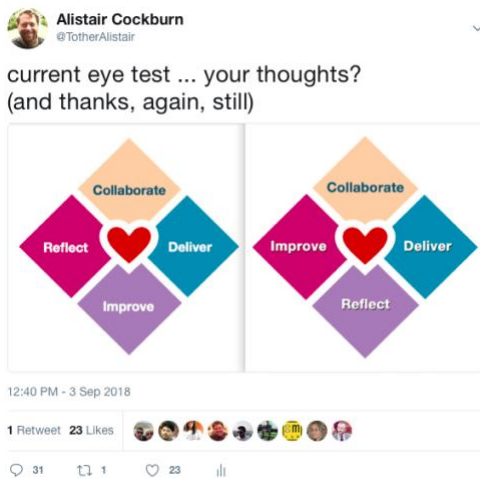 Alistair Cockburn
@TotherAlistair
current eye test ... your thoughts?
(and thanks, again, still)
Collaborate
Reflect
Deliver
Improve
Collaborate
Improve
Deliver
Reflect
12:40 PM - 3 Sep 2018
1 Retweet 23 Likes
31 1 23